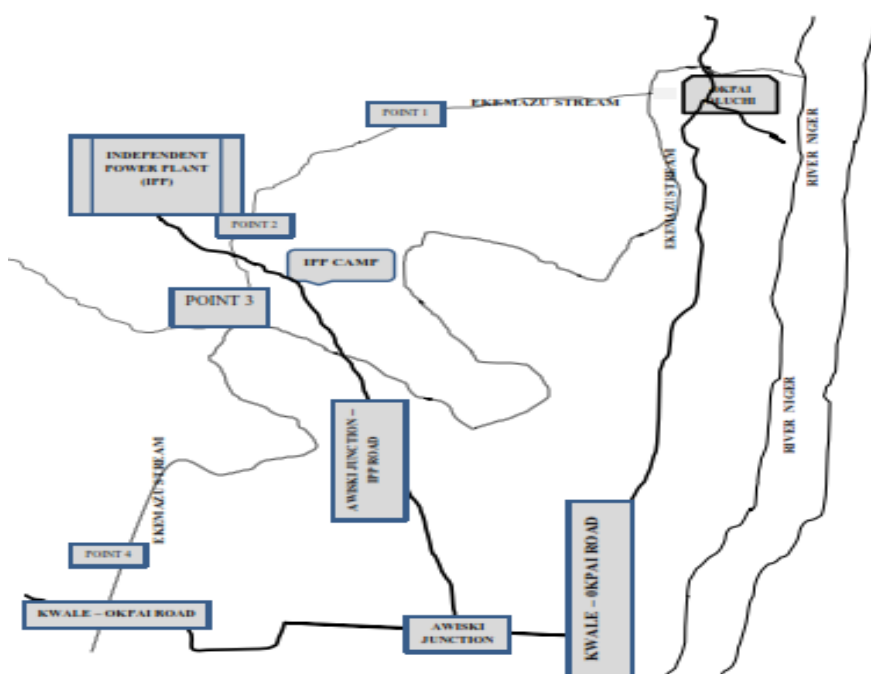 OKPAI
OLUCHI
EKEMAZU STREAM
POINT 1
RIVER NIGER
INDEPENDENT
POWER PLANT
(IPP)
EKEMAZU STREAM
POINT 2
IPP CAMP
POINT 3
AWISKI JUNCTION –
IPP ROAD
RIVER NIGER
EKEMAZU STREAM
POINT 4
KWALE – OKPAI ROAD
AWISKI
JUNCTION
KWALE – 0KPAI ROAD